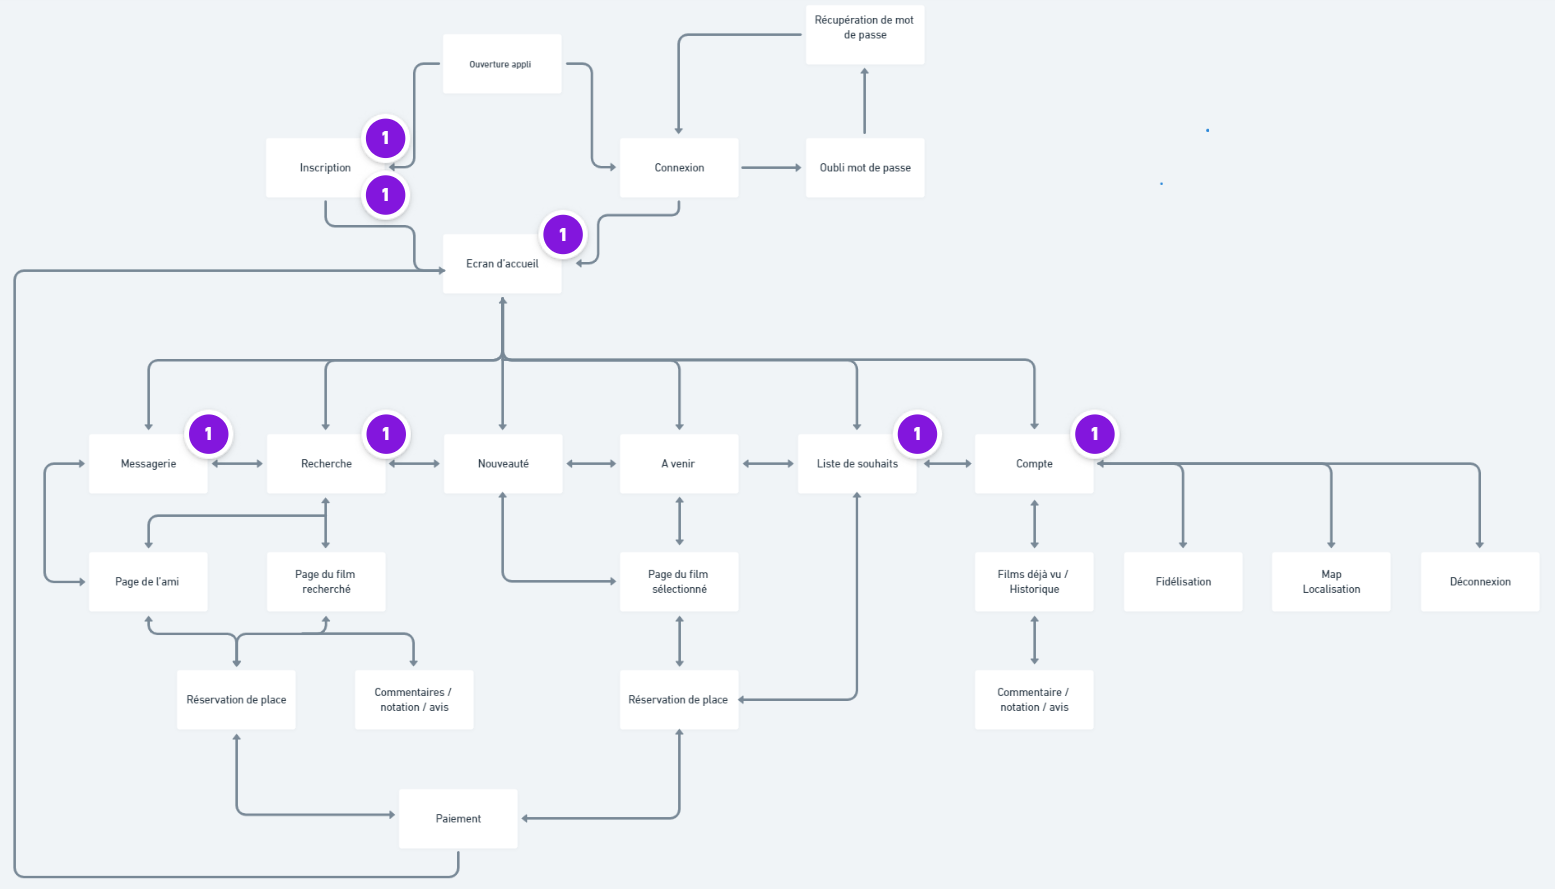 Récupération de mot
de passe
Ouverture appli
1
Inscription
Connexion
Oubli mot de passe
1
1
Ecran d'accueil
1
1
1
1
Messagerie
Recherche
Nouveauté
A venir
Liste de souhaits
Compte
Page de l'ami
Page du film
recherché
Page du film
sélectionné
Films déjà vu /
Historique
Fidélisation
Map
Localisation
Déconnexion
Réservation de place
Commentaires /
notation / avis
Réservation de place
Commentaire /
notation / avis
Paiement